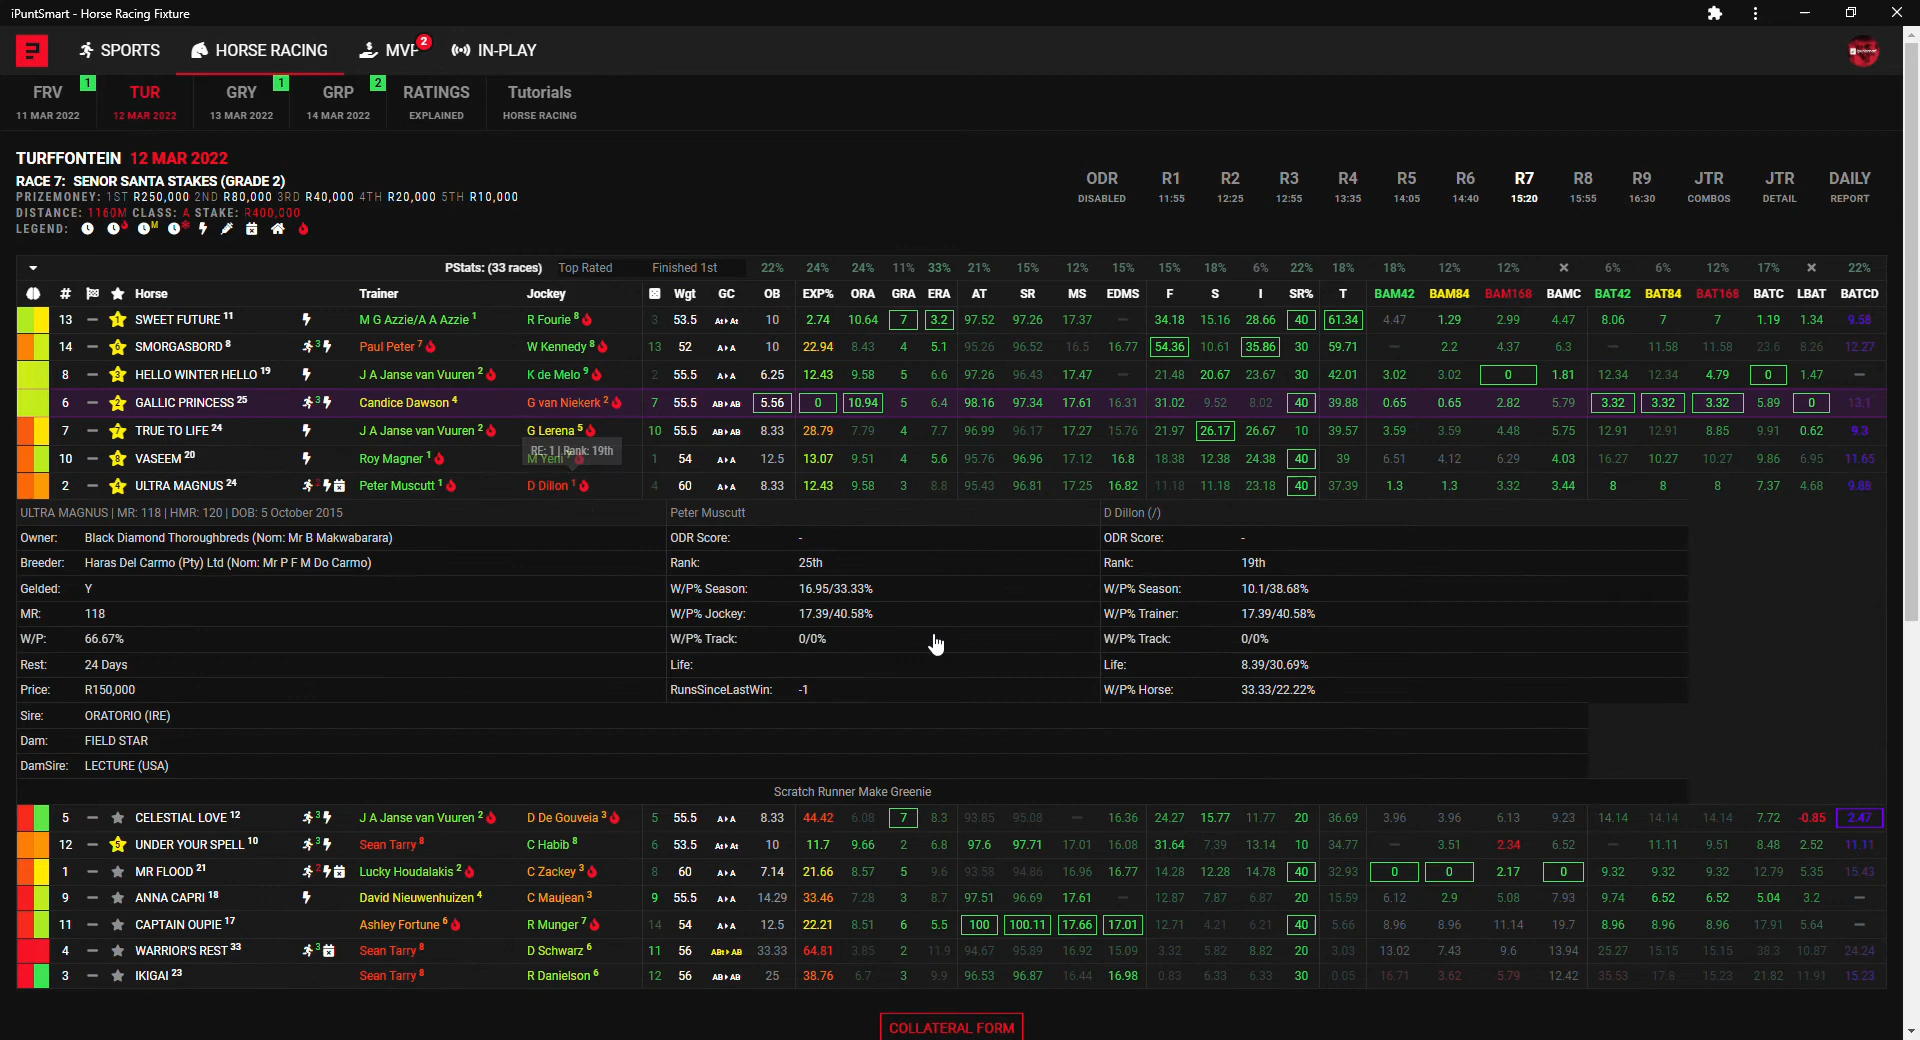 iPuntSmart - Horse Racing Fixture
SPORTS HORSE RACING MVP 2 IN-PLAY
FRV 1 TUR GRY 1 GRP 2 RATINGS Tutorials
11 MAR 2022 12 MAR 2022 13 MAR 2022 14 MAR 2022 EXPLAINED HORSE RACING
TURFFONTEIN 12 MAR 2022
RACE 7: SENOR SANTA STAKES (GRADE 2)
PRIZEMONEY: 1ST R250,000 2ND R80,000 3RD R40,000 4TH R20,000 5TH R10,000
DISTANCE: 1160M CLASS: A STAKE: R400,000
LEGEND:
ODR R1 R2 R3 R4 R5 R6 R7 R8 R9 JTR JTR DAILY
DISABLED 11:55 12:25 12:55 13:35 14:05 14:40 15:20 15:55 16:30 COMBOS DETAIL REPORT
PStats: (33 races) Top Rated Finished 1st 22% 24% 24% 11% 33% 21% 15% 12% 15% 15% 18% 6% 22% 18% 18% 12% 12% × 6% 6% 12% 17% × 22%
# Horse Trainer Jockey Wgt GC OB EXP% ORA GRA ERA AT SR MS EDMS F S I SR% T BAM42 BAM84 BAM168 BAMC BAT42 BAT84 BAT168 BATC LBAT BATCD
13 — 1 SWEET FUTURE 11 M G Azzie/A A Azzie 1 R Fourie 8 3 53.5 At▸At 10 2.74 10.64 7 3.2 97.52 97.26 17.37 — 34.18 15.16 28.66 40 61.34 4.47 1.29 2.99 4.47 8.06 7 7 1.19 1.34 9.58
14 — SMORGASBORD 8 3 Paul Peter 7 W Kennedy 8 13 52 A▸A 10 22.94 8.43 4 5.1 95.26 96.52 16.5 16.77 54.36 10.61 35.86 30 59.71 — 2.2 4.37 6.3 — 11.58 11.58 23.6 8.26 12.27
8 — 3 HELLO WINTER HELLO 19 J A Janse van Vuuren 2 K de Melo 9 2 55.5 A▸A 6.25 12.43 9.58 5 6.6 97.26 96.43 17.47 — 21.48 20.67 23.67 30 42.01 3.02 3.02 0 1.81 12.34 12.34 4.79 0 1.47 —
6 — 2 GALLIC PRINCESS 25 3 Candice Dawson 4 G van Niekerk 2 7 55.5 AB▸AB 5.56 0 10.94 5 6.4 98.16 97.34 17.61 16.31 31.02 9.52 8.02 40 39.88 0.65 0.65 2.82 5.79 3.32 3.32 3.32 5.89 0 13.1
7 — TRUE TO LIFE 24 J A Janse van Vuuren 2 G Lerena 5 10 55.5 AB▸AB 8.33 28.79 7.79 4 7.7 96.99 96.17 17.27 15.76 21.97 26.17 26.67 10 39.57 3.59 3.59 4.48 5.75 12.91 12.91 8.85 9.91 0.62 9.3
10 — 8 VASEEM 20 Roy Magner 1 RE: 1 | Rank: 19th 1 54 A▸A 12.5 13.07 9.51 4 5.6 95.76 96.96 17.12 16.8 18.38 12.38 24.38 40 39 6.51 4.12 6.29 4.03 16.27 10.27 10.27 9.86 6.95 11.65
2 — 4 ULTRA MAGNUS 24 2 Peter Muscutt 1 D Dillon 1 4 60 A▸A 8.33 12.43 9.58 3 8.8 95.43 96.81 17.25 16.82 11.18 11.18 23.18 40 37.39 1.3 1.3 3.32 3.44 8 8 8 7.37 4.68 9.88
ULTRA MAGNUS | MR: 118 | HMR: 120 | DOB: 5 October 2015 Peter Muscutt D Dillon (/)
Owner: Black Diamond Thoroughbreds (Nom: Mr B Makwabarara) ODR Score: - ODR Score: -
Breeder: Haras Del Carmo (Pty) Ltd (Nom: Mr P F M Do Carmo) Rank: 25th Rank: 19th
Gelded: Y W/P% Season: 16.95/33.33% W/P% Season: 10.1/38.68%
MR: 118 W/P% Jockey: 17.39/40.58% W/P% Trainer: 17.39/40.58%
W/P: 66.67% W/P% Track: 0/0% W/P% Track: 0/0%
Rest: 24 Days Life: Life: 8.39/30.69%
Price: R150,000 RunsSinceLastWin: -1 W/P% Horse: 33.33/22.22%
Sire: ORATORIO (IRE)
Dam: FIELD STAR
DamSire: LECTURE (USA)
Scratch Runner Make Greenie
5 — CELESTIAL LOVE 12 3 J A Janse van Vuuren 2 D De Gouveia 3 5 55.5 A▸A 8.33 44.42 6.08 7 8.3 93.85 95.08 — 16.36 24.27 15.77 11.77 20 36.69 3.96 3.96 6.13 9.23 14.14 14.14 14.14 7.72 -0.85 2.47
12 — 5 UNDER YOUR SPELL 10 3 Sean Tarry 8 C Habib 8 6 53.5 At▸At 10 11.7 9.66 2 6.8 97.6 97.71 17.01 16.08 31.64 7.39 13.14 10 34.77 — 3.51 2.34 6.52 — 11.11 9.51 8.48 2.52 11.11
1 — MR FLOOD 21 2 Lucky Houdalakis 2 C Zackey 3 8 60 A▸A 7.14 21.66 8.57 5 9.6 93.58 94.86 16.96 16.77 14.28 12.28 14.78 40 32.93 0 0 2.17 0 9.32 9.32 9.32 12.79 5.35 15.43
9 — ANNA CAPRI 18 David Nieuwenhuizen 4 C Maujean 3 9 55.5 A▸A 14.29 33.46 7.28 3 8.7 97.51 96.69 17.61 — 12.87 7.87 6.87 20 15.59 6.12 2.9 5.08 7.93 9.74 6.52 6.52 5.04 3.2 —
11 — CAPTAIN OUPIE 17 Ashley Fortune 6 R Munger 7 14 54 A▸A 12.5 22.21 8.51 6 5.5 100 100.11 17.66 17.01 12.71 4.21 6.21 40 5.66 8.96 8.96 11.14 19.7 8.96 8.96 8.96 17.91 5.64 —
4 — WARRIOR'S REST 33 3 Sean Tarry 8 D Schwarz 6 11 56 ABt▸AB 33.33 64.81 3.85 2 11.9 94.67 95.89 16.92 15.09 3.32 5.82 8.82 20 3.03 13.02 7.43 9.6 13.94 25.27 15.15 15.15 38.3 10.87 24.24
3 — IKIGAI 23 Sean Tarry 8 R Danielson 6 12 56 AB▸AB 25 38.76 6.7 3 9.9 96.53 96.87 16.44 16.98 0.83 6.33 6.33 30 0.05 16.71 3.62 5.79 12.42 35.53 17.8 15.23 21.82 11.91 15.23
COLLATERAL FORM